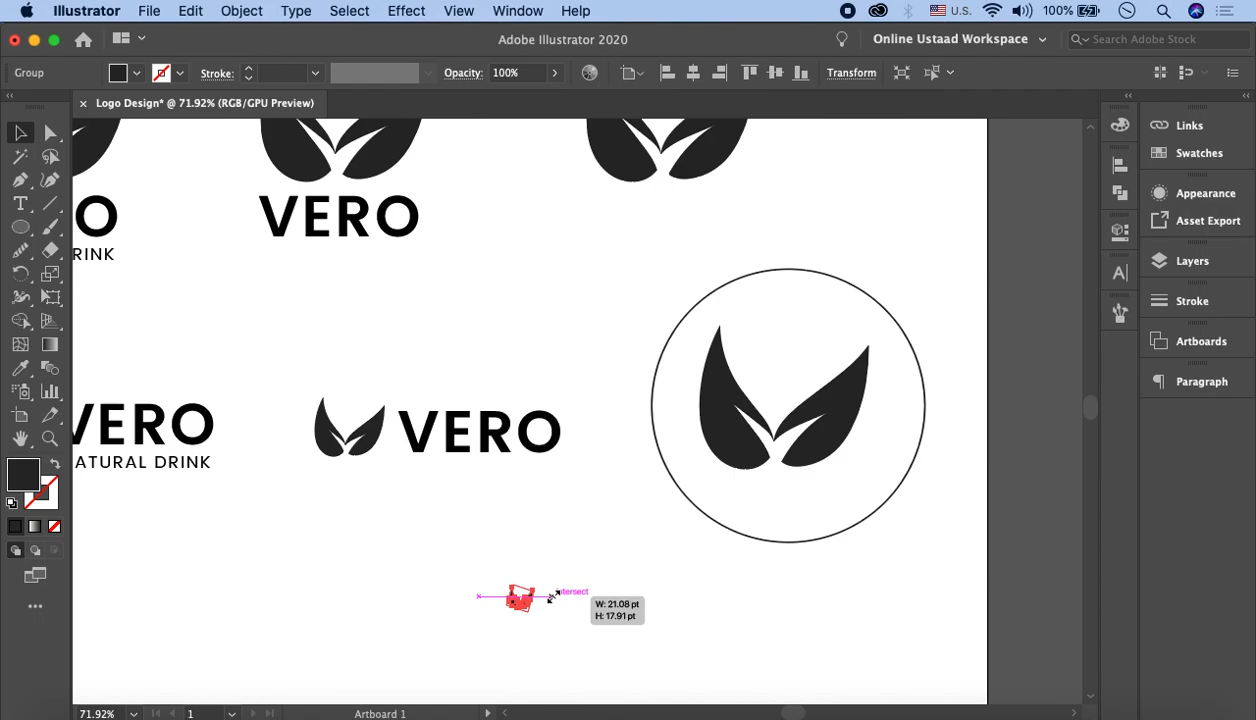 Illustrator File Edit Object Type Select Effect View Window Help U.S. 100%
Adobe Illustrator 2020 Online Ustaad Workspace Search Adobe Stock
Group Stroke: Opacity: 100% Transform
× Logo Design* @ 71.92% (RGB/GPU Preview)
Links
Swatches
Appearance
Asset Export
Layers
Stroke
Artboards
Paragraph
O VERO
RINK
VERO VERO
ATURAL DRINK
intersect
W: 21.08 pt
H: 17.91 pt
71.92% 1 Artboard 1